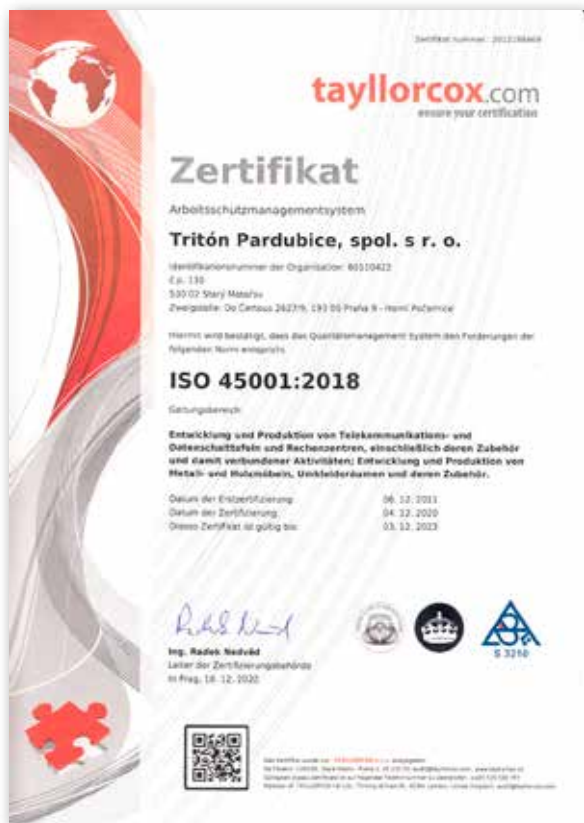 Zertifikat nummer :
tayllorcox.com
ensure your certification
Zertifikat
Arbeitsschutzmanagementsystem
Tritón Pardubice, spol. s r. o.
Identifikationsnummer der Organisation: 60110422
č.p. 130
530 02 Starý Mateřov
Zweigstelle: Do Čertous 2627/9, 193 00 Praha 9 - Horní Počernice
Hiermit wird bestätigt, dass das Qualitätsmanagement System den Forderungen der
folgenden Norm entspricht
ISO 45001:2018
Geltungsbereich:
Entwicklung und Produktion von Telekommunikations- und
Datenschalttafeln und Rechenzentren, einschließlich deren Zubehör
und damit verbundener Aktivitäten; Entwicklung und Produktion von
Metall- und Holzmöbeln, Umkleideräumen und deren Zubehör.
Datum der Erstzertifizierung: 06. 12. 2011
Datum der Zertifizierung: 04. 12. 2020
Dieses Zertifikat ist gültig bis: 03. 12. 2023
Ing. Radek Nedvěd
Leiter der Zertifizierungsbehörde
In Prag, 10. 12. 2020
S 3210